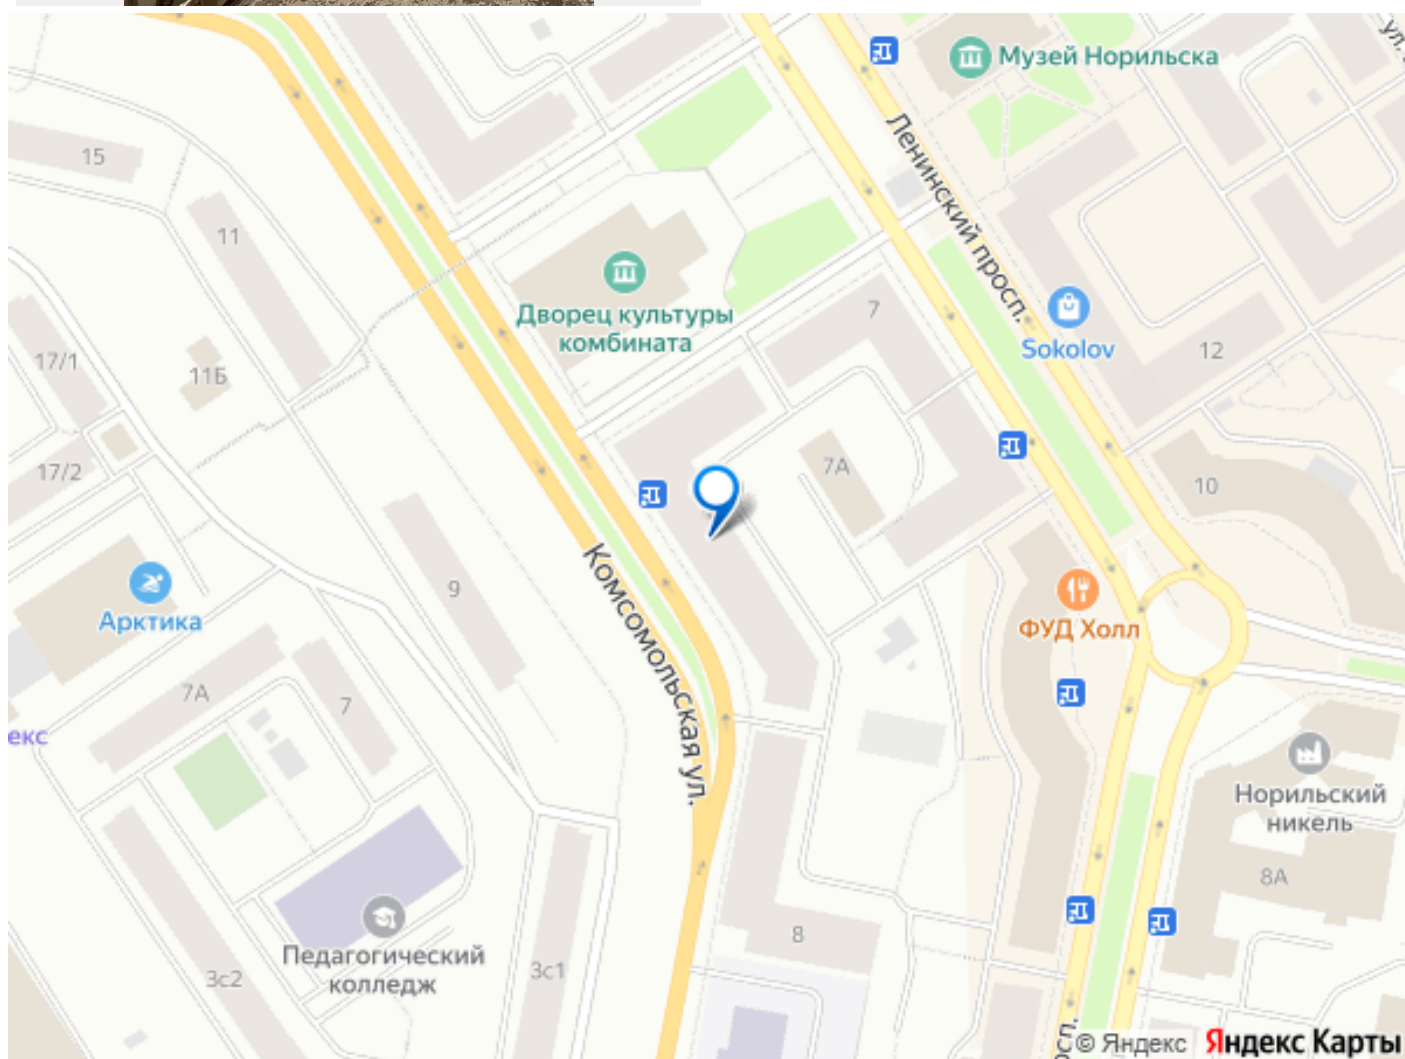 ул.
Музей Норильска
Ленинский просп.
15
11
Дворец культуры
комбината
7
Sokolov
12
17/1
11Б
17/2
7А
10
9
Арктика
Комсомольская ул.
ФУД Холл
7А
7
екс
Норильский
никель
8А
8
Педагогический
колледж
3с2
3с1
осп.
© Яндекс Яндекс Карты